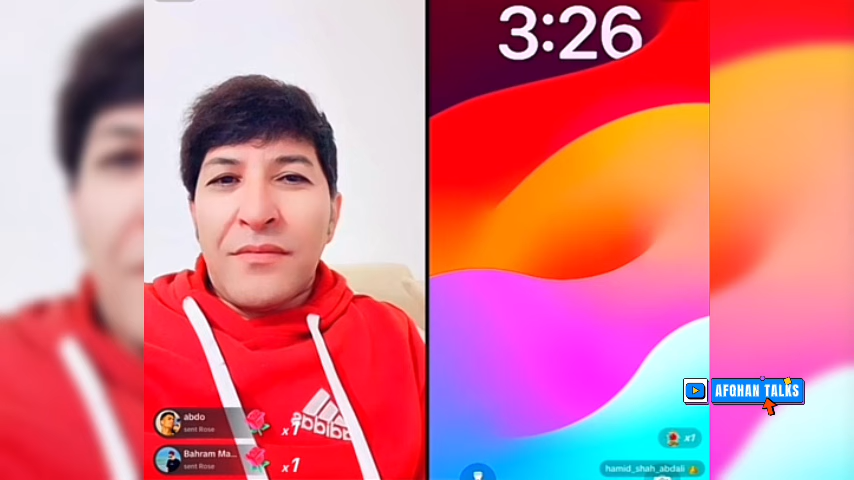 3:26
abdo
sent Rose
x1
adidas
Bahram Ma...
sent Rose
x1
AFGHAN TALKS
x1
hamid_shah_abdali